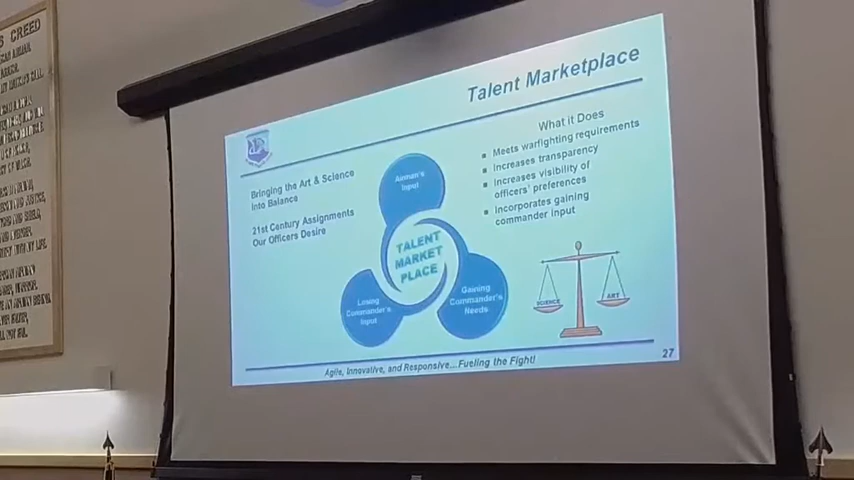 S CREED
Talent Marketplace
Bringing the Art & Science
into Balance
21st Century Assignments
Our Officers Desire
Airman's
Input
TALENT
MARKET
PLACE
Losing
Commander's
Input
Gaining
Commander's
Needs
What it Does
▪ Meets warfighting requirements
▪ Increases transparency
▪ Increases visibility of
officers' preferences
▪ Incorporates gaining
commander input
SCIENCE
ART
Agile, Innovative, and Responsive...Fueling the Fight!
27